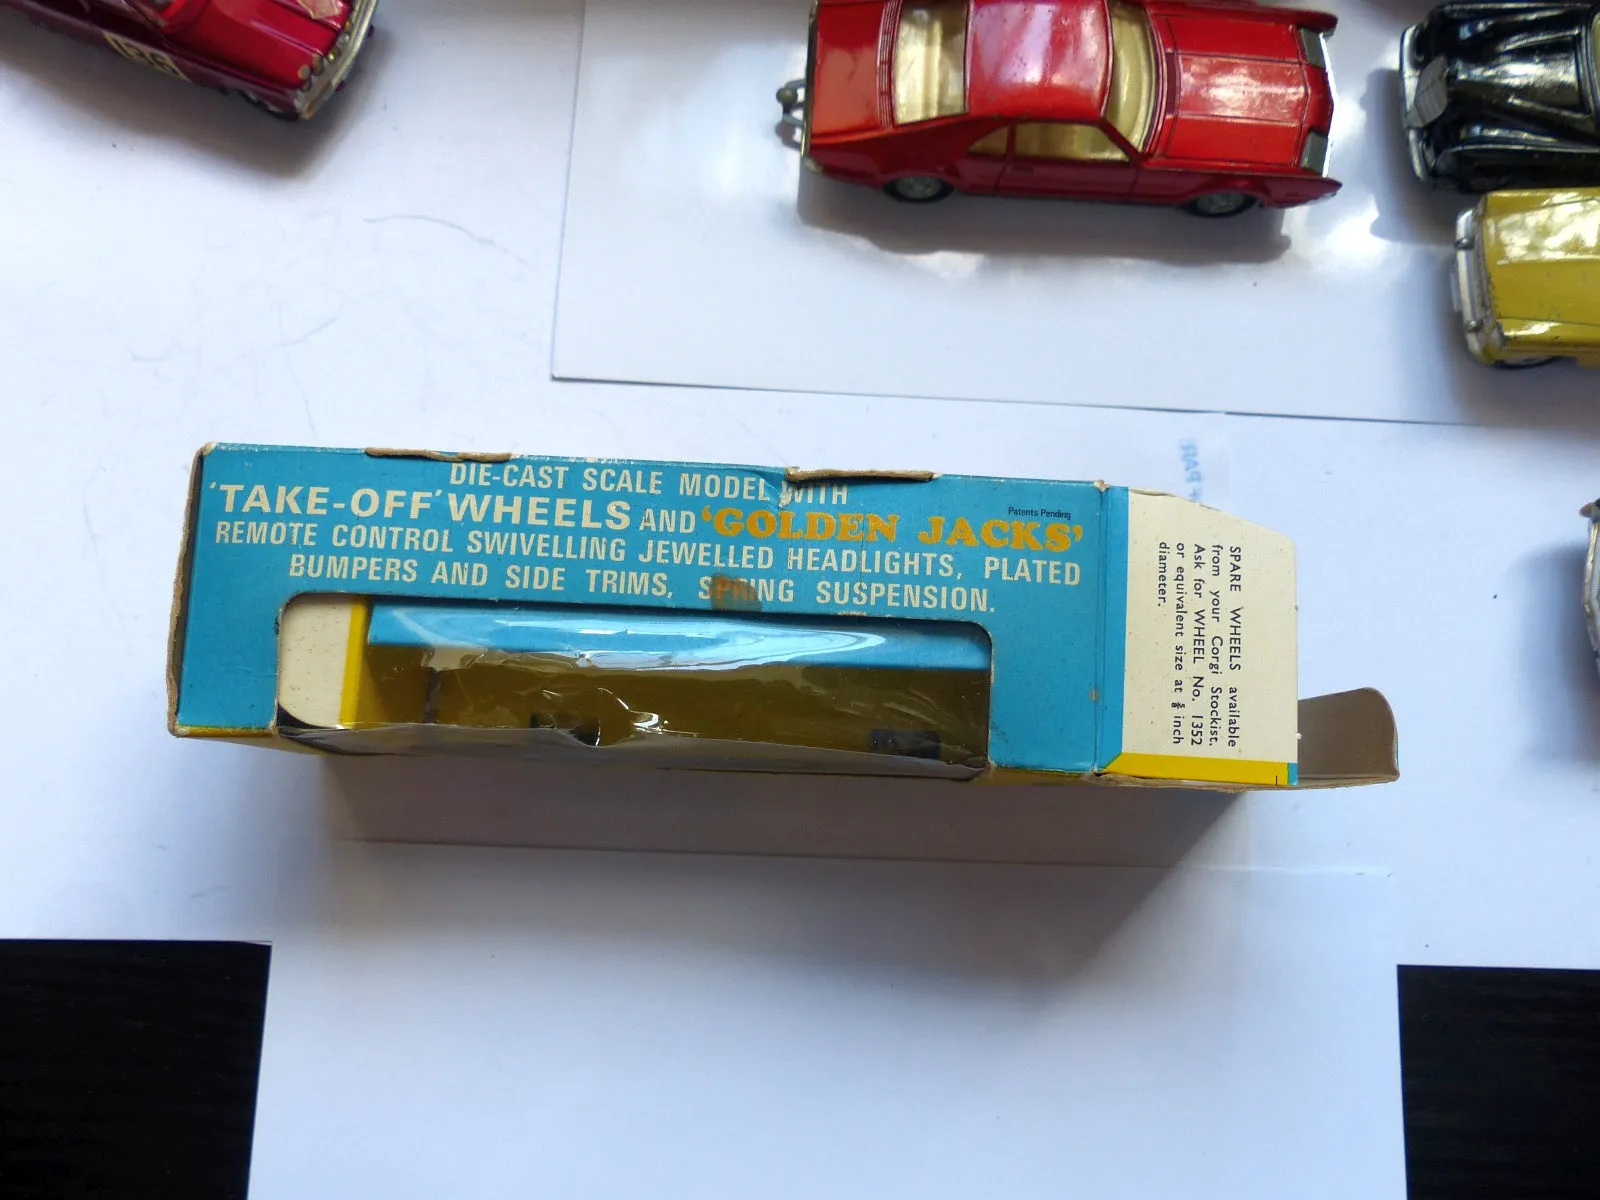 DIE-CAST SCALE MODEL WITH
'TAKE-OFF' WHEELS AND 'GOLDEN JACKS'
Patents Pending
REMOTE CONTROL SWIVELLING JEWELLED HEADLIGHTS, PLATED
BUMPERS AND SIDE TRIMS, SPRING SUSPENSION.
SPARE WHEELS available
from your Corgi Stockist.
Ask for WHEEL No. 1352
or equivalent size at ⅝ inch
diameter.